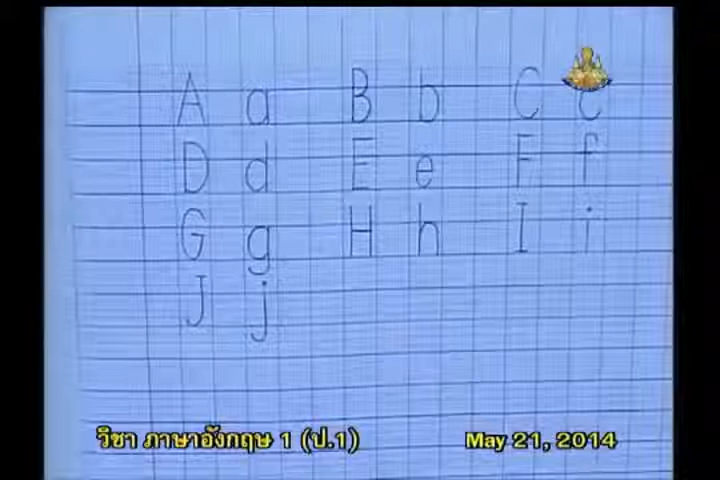 A a B b C c
D d E e F f
G g H h I i
J j
วิชา ภาษาอังกฤษ 1 (ป.1) May 21, 2014